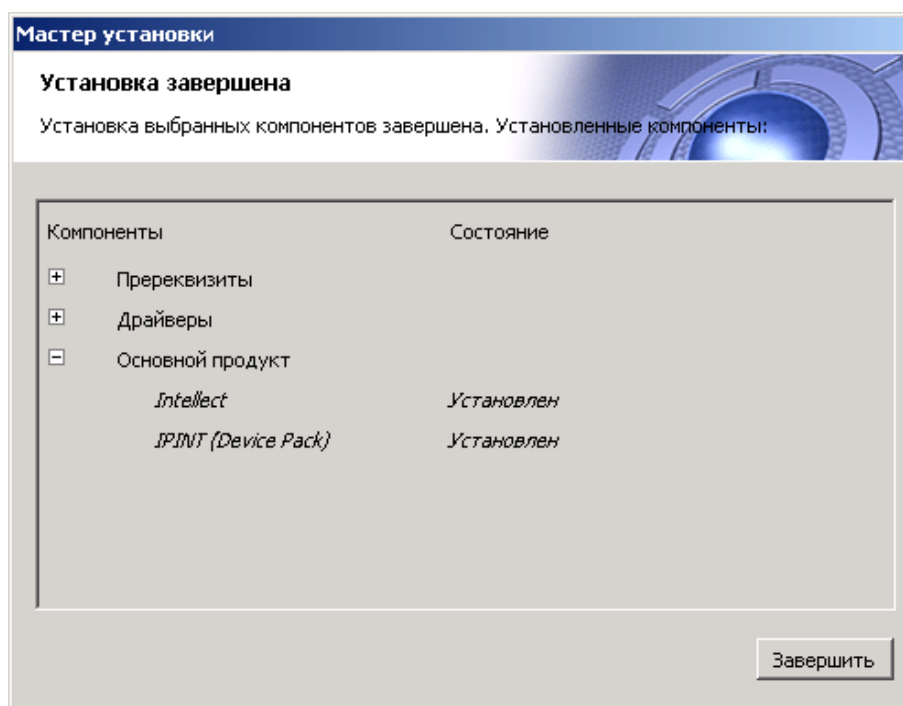 Мастер установки
Установка завершена
Установка выбранных компонентов завершена. Установленные компоненты:
Компоненты Состояние
Пререквизиты
Драйверы
Основной продукт
Intellect Установлен
IPINT (Device Pack) Установлен
Завершить